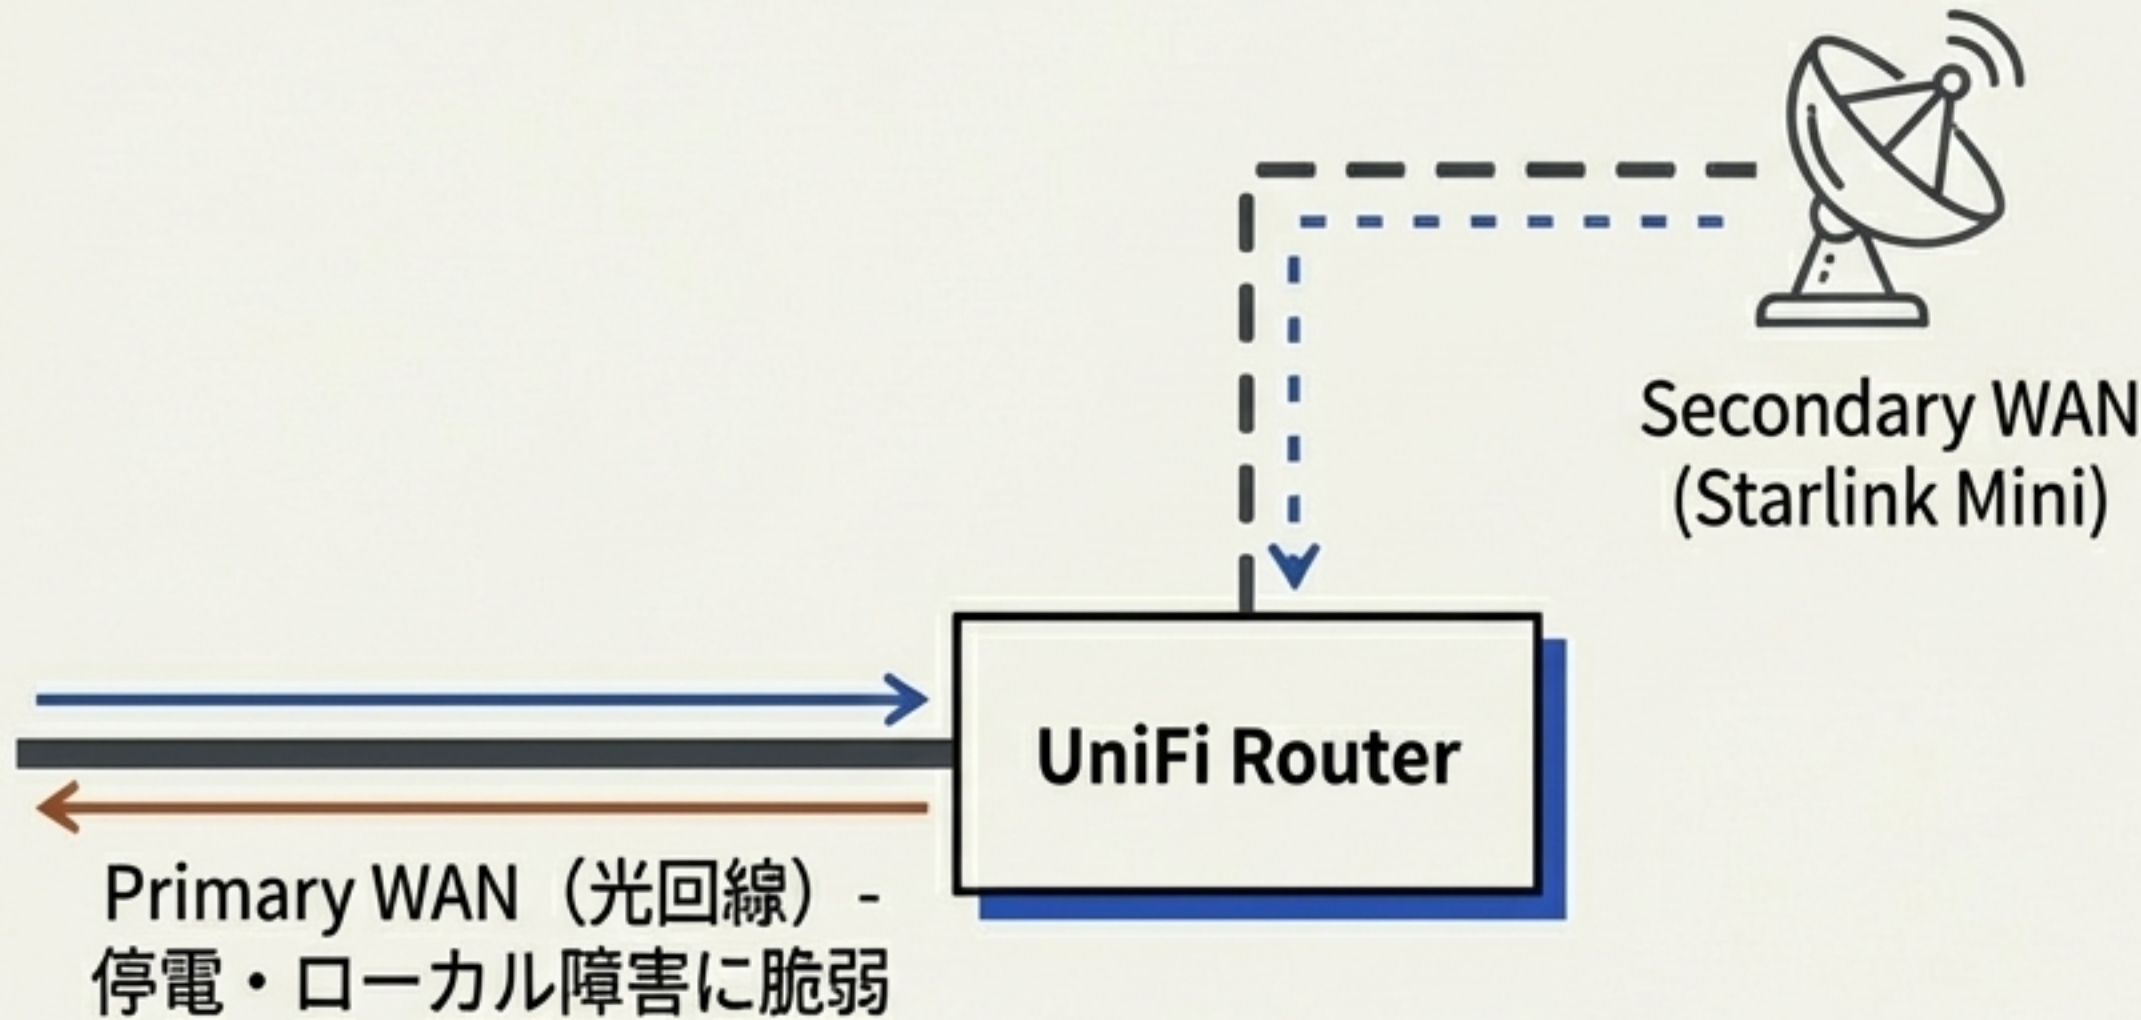 Secondary WAN
(Starlink Mini)
UniFi Router
Primary WAN（光回線）-
停電・ローカル障害に脆弱